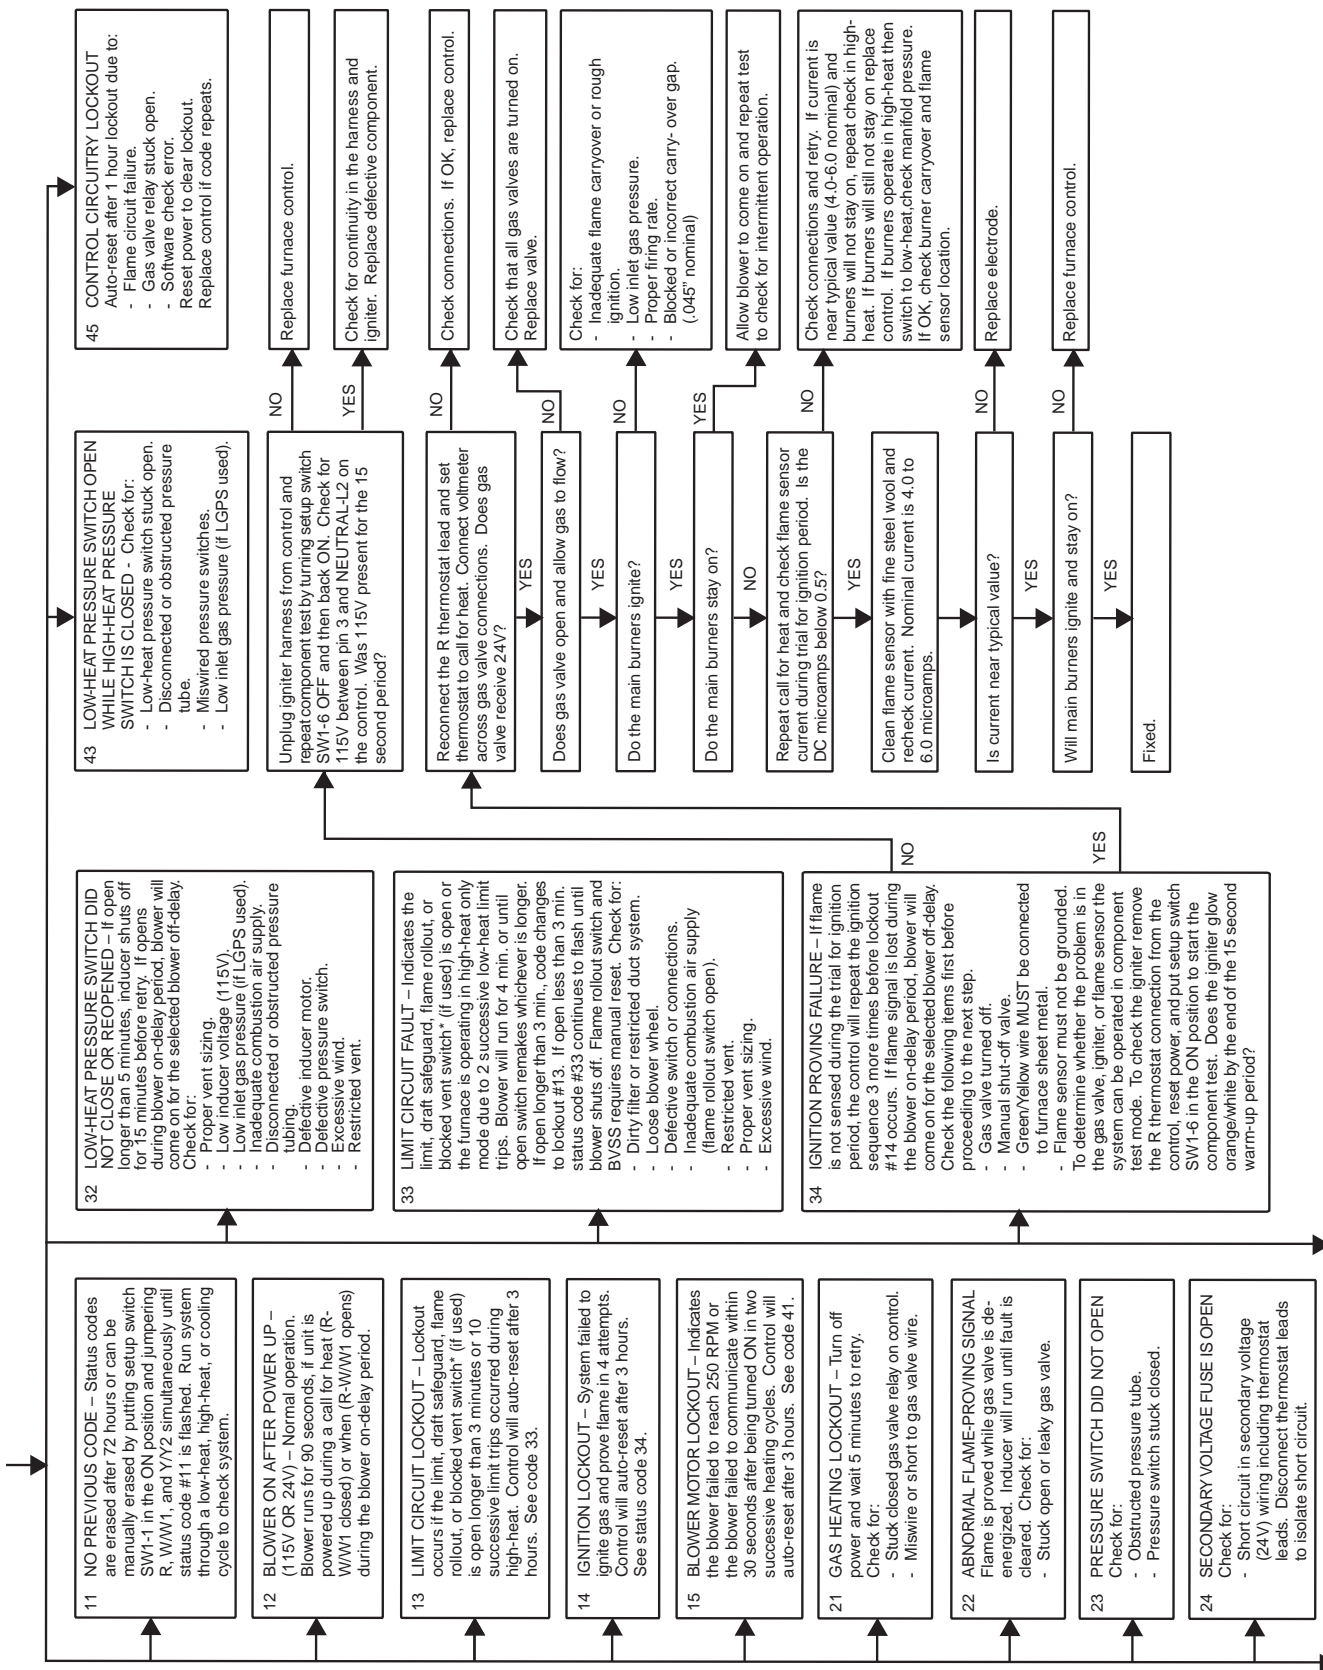 11 NO PREVIOUS CODE – Status codes
are erased after 72 hours or can be
manually erased by putting setup switch
SW1-1 in the ON position and jumpering
R, W/W1, and Y/Y2 simultaneously until
status code #11 is flashed. Run system
through a low-heat, high-heat, or cooling
cycle to check system.
12 BLOWER ON AFTER POWER UP –
(115V OR 24V) – Normal operation.
Blower runs for 90 seconds, if unit is
powered up during a call for heat (R-
W/W1 closed) or when (R-W/W1 opens)
during the blower on-delay period.
13 LIMIT CIRCUIT LOCKOUT – Lockout
occurs if the limit, draft safeguard, flame
rollout, or blocked vent switch* (if used)
is open longer than 3 minutes or 10
successive limit trips occurred during
high-heat. Control will auto-reset after 3
hours. See code 33.
14 IGNITION LOCKOUT – System failed to
ignite gas and prove flame in 4 attempts.
Control will auto-reset after 3 hours.
See status code 34.
15 BLOWER MOTOR LOCKOUT – Indicates
the blower failed to reach 250 RPM or
the blower failed to communicate within
30 seconds after being turned ON in two
successive heating cycles. Control will
auto-reset after 3 hours. See code 41.
21 GAS HEATING LOCKOUT – Turn off
power and wait 5 minutes to retry.
Check for:
- Stuck closed gas valve relay on control.
- Miswire or short to gas valve wire.
22 ABNORMAL FLAME-PROVING SIGNAL
Flame is proved while gas valve is de-
energized. Inducer will run until fault is
cleared. Check for:
- Stuck open or leaky gas valve.
23 PRESSURE SWITCH DID NOT OPEN
Check for:
- Obstructed pressure tube.
- Pressure switch stuck closed.
24 SECONDARY VOLTAGE FUSE IS OPEN
Check for:
- Short circuit in secondary voltage
(24V) wiring including thermostat
leads. Disconnect thermostat leads
to isolate short circuit.
32 LOW-HEAT PRESSURE SWITCH DID
NOT CLOSE OR REOPENED – If open
longer than 5 minutes, inducer shuts off
for 15 minutes before retry. If opens
during blower on-delay period, blower will
come on for the selected blower off-delay.
Check for:
- Proper vent sizing.
- Low inducer voltage (115V).
- Low inlet gas pressure (if LGPS used).
- Inadequate combustion air supply.
- Disconnected or obstructed pressure
tubing.
- Defective inducer motor.
- Defective pressure switch.
- Excessive wind.
- Restricted vent.
33 LIMIT CIRCUIT FAULT – Indicates the
limit, draft safeguard, flame rollout, or
blocked vent switch* (if used) is open or
the furnace is operating in high-heat only
mode due to 2 successive low-heat limit
trips. Blower will run for 4 min. or until
open switch remakes whichever is longer.
If open longer than 3 min., code changes
to lockout #13. If open less than 3 min.
status code #33 continues to flash until
blower shuts off. Flame rollout switch and
BVSS requires manual reset. Check for:
- Dirty filter or restricted duct system.
- Loose blower wheel.
- Defective switch or connections.
- Inadequate combustion air supply
(flame rollout switch open).
- Restricted vent.
- Proper vent sizing.
- Excessive wind.
34 IGNITION PROVING FAILURE – If flame
is not sensed during the trial for ignition
period, the control will repeat the ignition
sequence 3 more times before lockout
#14 occurs. If flame signal is lost during
the blower on-delay period, blower will
come on for the selected blower off-delay.
Check the following items first before
proceeding to the next step.
- Gas valve turned off.
- Manual shut-off valve.
- Green/Yellow wire MUST be connected
to furnace sheet metal.
- Flame sensor must not be grounded.
To determine whether the problem is in
the gas valve, igniter, or flame sensor the
system can be operated in component
test mode. To check the igniter remove
the R thermostat connection from the
control, reset power, and put setup switch
SW1-6 in the ON position to start the
component test. Does the igniter glow
orange/white by the end of the 15 second
warm-up period?
NO
YES
43 LOW-HEAT PRESSURE SWITCH OPEN
WHILE HIGH-HEAT PRESSURE
SWITCH IS CLOSED - Check for:
- Low-heat pressure switch stuck open.
- Disconnected or obstructed pressure
tube.
- Miswired pressure switches.
- Low inlet gas pressure (if LGPS used).
Unplug igniter harness from control and
repeat component test by turning setup switch
SW1-6 OFF and then back ON. Check for
115V between pin 3 and NEUTRAL-L2 on
the control. Was 115V present for the 15
second period?
NO
YES
Reconnect the R thermostat lead and set
thermostat to call for heat. Connect voltmeter
across gas valve connections. Does gas
valve receive 24V?
NO
YES
Does gas valve open and allow gas to flow?
NO
YES
Do the main burners ignite?
NO
YES
Do the main burners stay on?
YES
NO
Repeat call for heat and check flame sensor
current during trial for ignition period. Is the
DC microamps below 0.5?
NO
YES
Clean flame sensor with fine steel wool and
recheck current. Nominal current is 4.0 to
6.0 microamps.
Is current near typical value?
NO
YES
Will main burners ignite and stay on?
NO
YES
Fixed.
45 CONTROL CIRCUITRY LOCKOUT
Auto-reset after 1 hour lockout due to:
- Flame circuit failure.
- Gas valve relay stuck open.
- Software check error.
Reset power to clear lockout.
Replace control if code repeats.
Replace furnace control.
Check for continuity in the harness and
igniter. Replace defective component.
Check connections. If OK, replace control.
Check that all gas valves are turned on.
Replace valve.
Check for:
- Inadequate flame carryover or rough
ignition.
- Low inlet gas pressure.
- Proper firing rate.
- Blocked or incorrect carry- over gap.
(.045” nominal)
Allow blower to come on and repeat test
to check for intermittent operation.
Check connections and retry. If current is
near typical value (4.0-6.0 nominal) and
burners will not stay on, repeat check in high-
heat. If burners will still not stay on replace
control. If burners operate in high-heat then
switch to low-heat,check manifold pressure.
If OK, check burner carryover and flame
sensor location.
Replace electrode.
Replace furnace control.